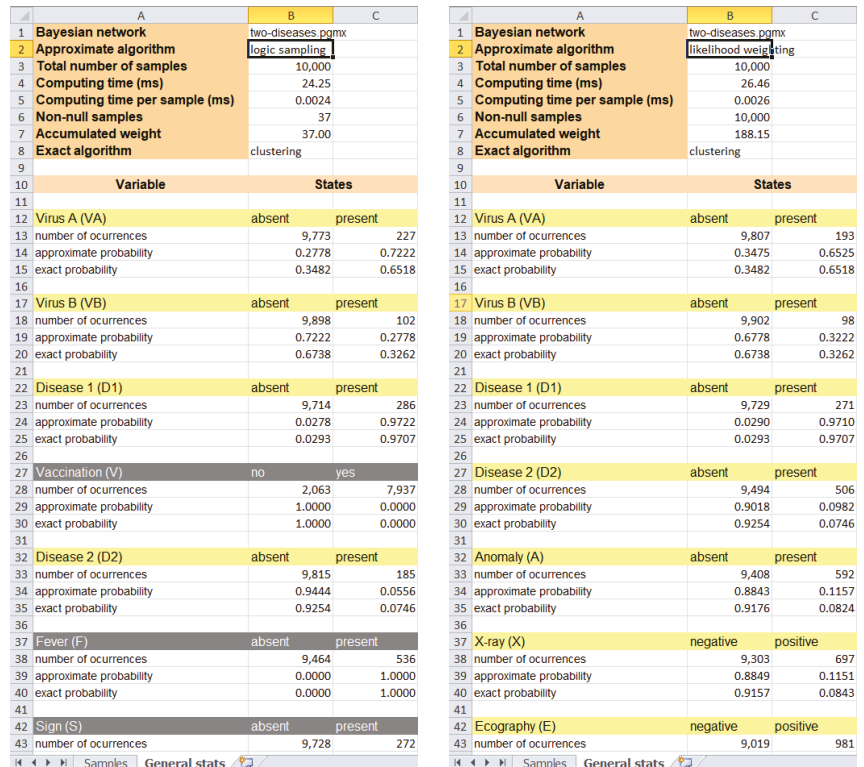 A B C
1 Bayesian network two-diseases.pgmx
2 Approximate algorithm logic sampling
3 Total number of samples 10,000
4 Computing time (ms) 24.25
5 Computing time per sample (ms) 0.0024
6 Non-null samples 37
7 Accumulated weight 37.00
8 Exact algorithm clustering
9
10 Variable States
11
12 Virus A (VA) absent present
13 number of ocurrences 9,773 227
14 approximate probability 0.2778 0.7222
15 exact probability 0.3482 0.6518
16
17 Virus B (VB) absent present
18 number of ocurrences 9,898 102
19 approximate probability 0.7222 0.2778
20 exact probability 0.6738 0.3262
21
22 Disease 1 (D1) absent present
23 number of ocurrences 9,714 286
24 approximate probability 0.0278 0.9722
25 exact probability 0.0293 0.9707
26
27 Vaccination (V) no yes
28 number of ocurrences 2,063 7,937
29 approximate probability 1.0000 0.0000
30 exact probability 1.0000 0.0000
31
32 Disease 2 (D2) absent present
33 number of ocurrences 9,815 185
34 approximate probability 0.9444 0.0556
35 exact probability 0.9254 0.0746
36
37 Fever (F) absent present
38 number of ocurrences 9,464 536
39 approximate probability 0.0000 1.0000
40 exact probability 0.0000 1.0000
41
42 Sign (S) absent present
43 number of ocurrences 9,728 272
Samples General stats
A B C
1 Bayesian network two-diseases.pgmx
2 Approximate algorithm likelihood weighting
3 Total number of samples 10,000
4 Computing time (ms) 26.46
5 Computing time per sample (ms) 0.0026
6 Non-null samples 10,000
7 Accumulated weight 188.15
8 Exact algorithm clustering
9
10 Variable States
11
12 Virus A (VA) absent present
13 number of ocurrences 9,807 193
14 approximate probability 0.3475 0.6525
15 exact probability 0.3482 0.6518
16
17 Virus B (VB) absent present
18 number of ocurrences 9,902 98
19 approximate probability 0.6778 0.3222
20 exact probability 0.6738 0.3262
21
22 Disease 1 (D1) absent present
23 number of ocurrences 9,729 271
24 approximate probability 0.0290 0.9710
25 exact probability 0.0293 0.9707
26
27 Disease 2 (D2) absent present
28 number of ocurrences 9,494 506
29 approximate probability 0.9018 0.0982
30 exact probability 0.9254 0.0746
31
32 Anomaly (A) absent present
33 number of ocurrences 9,408 592
34 approximate probability 0.8843 0.1157
35 exact probability 0.9176 0.0824
36
37 X-ray (X) negative positive
38 number of ocurrences 9,303 697
39 approximate probability 0.8849 0.1151
40 exact probability 0.9157 0.0843
41
42 Ecography (E) negative positive
43 number of ocurrences 9,019 981
Samples General stats